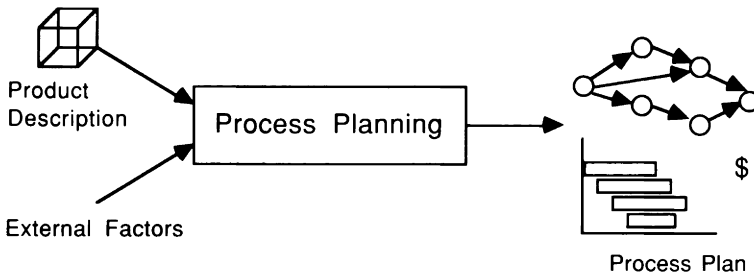 Product
Description
Process Planning
External Factors
$
Process Plan